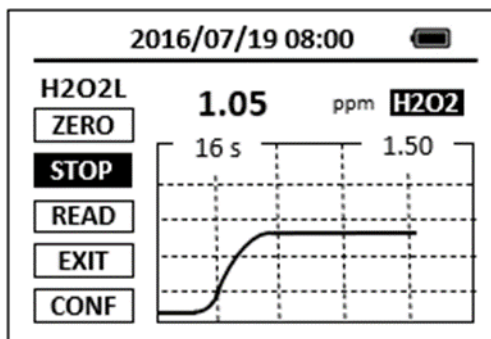 2016/07/19 08:00
H2O2L
1.05 ppm H2O2
ZERO
16 s 1.50
STOP
READ
EXIT
CONF